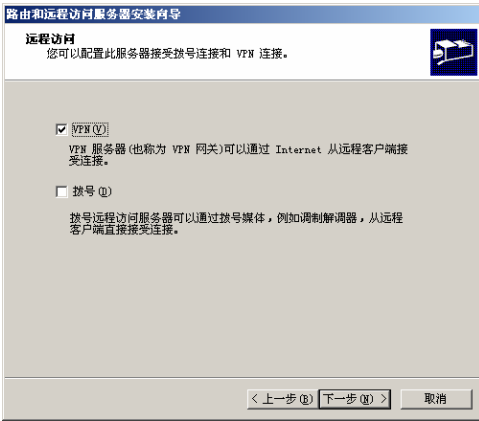 路由和远程访问服务器安装向导
远程访问
您可以配置此服务器接受拨号连接和 VPN 连接。
VPN(V)
VPN 服务器(也称为 VPN 网关)可以通过 Internet 从远程客户端接
受连接。
拨号(D)
拨号远程访问服务器可以通过拨号媒体，例如调制解调器，从远程
客户端直接接受连接。
< 上一步(B) 下一步(N) > 取消